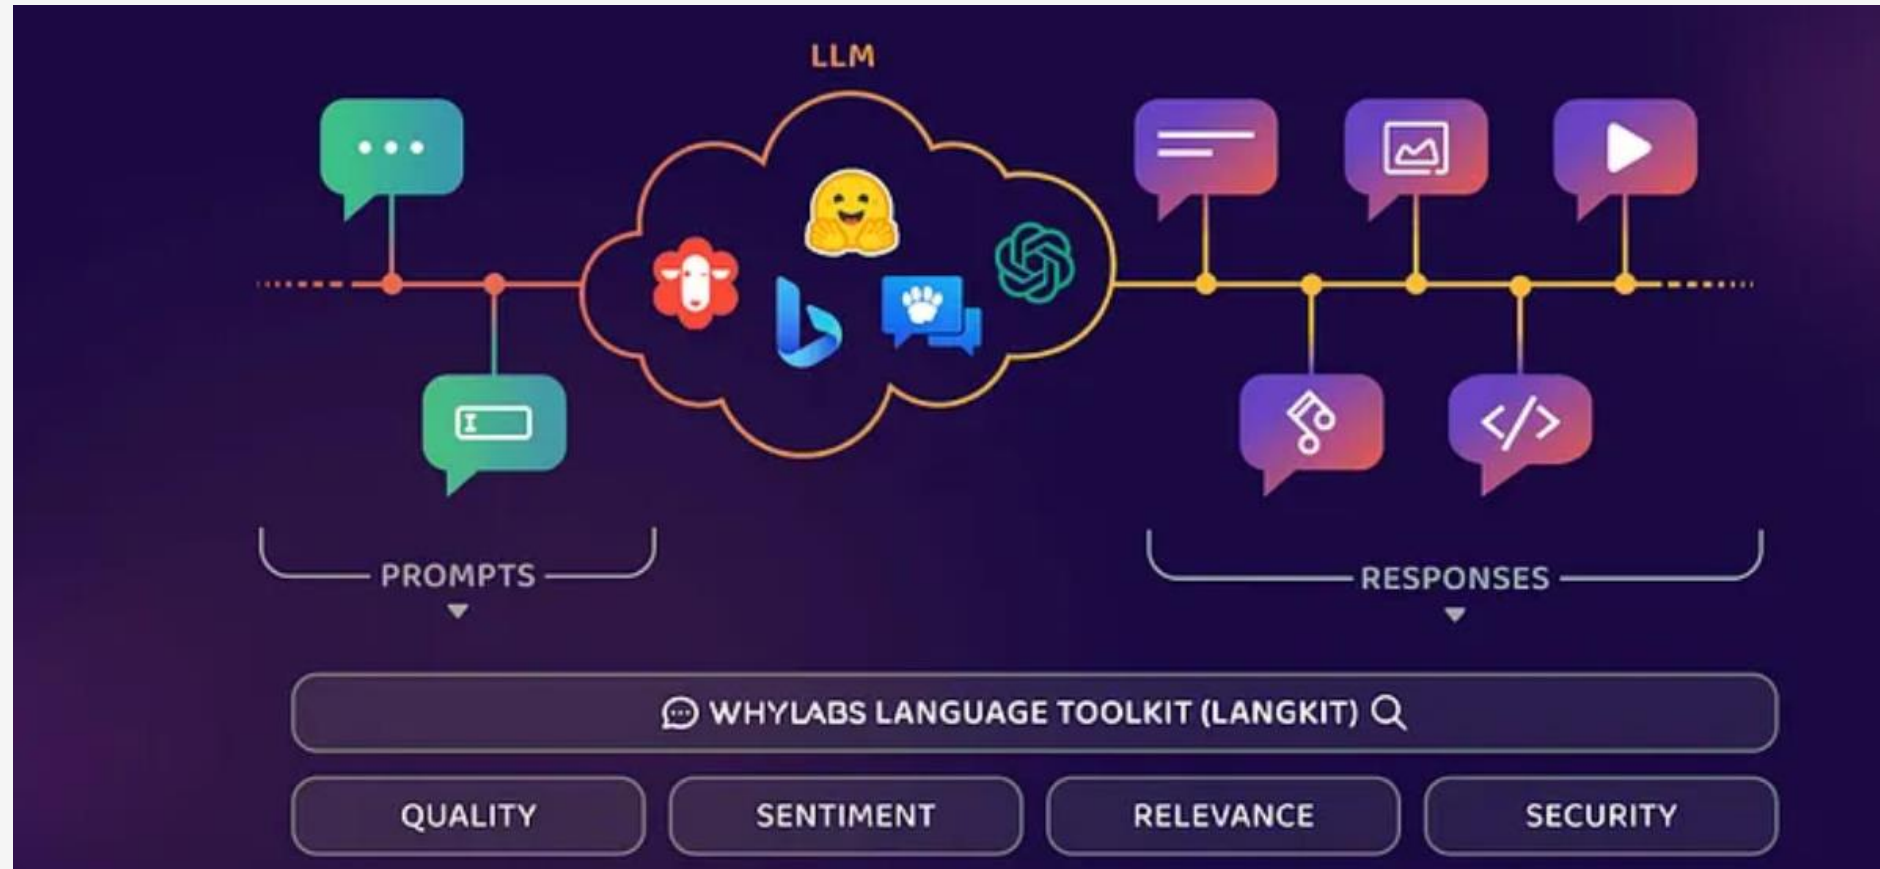 LLM
PROMPTS
RESPONSES
WHYLABS LANGUAGE TOOLKIT (LANGKIT)
QUALITY
SENTIMENT
RELEVANCE
SECURITY